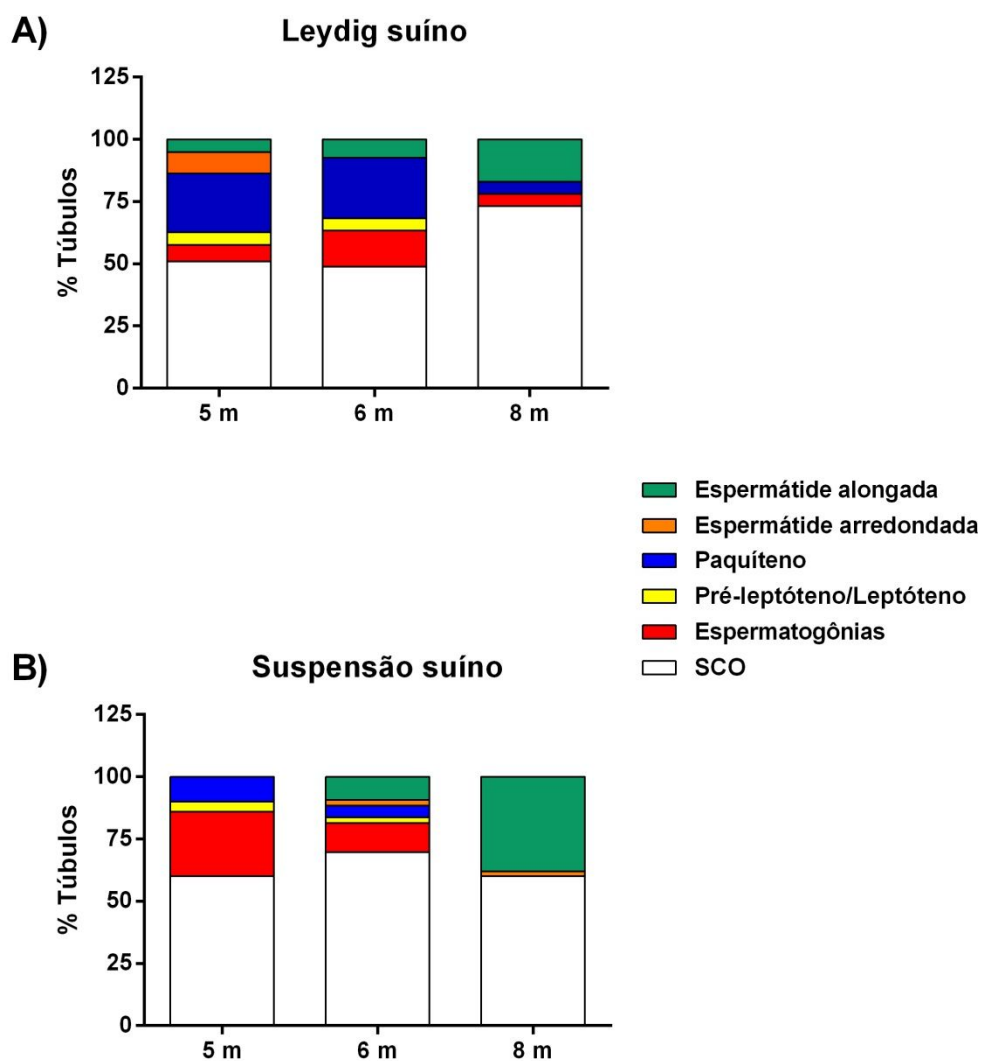 A)
Leydig suíno
125
100
75
50
25
0
% Túbulos
5 m
6 m
8 m
Espermátide alongada
Espermátide arredondada
Paquíteno
Pré-leptóteno/Leptóteno
Espermatogônias
SCO
B)
Suspensão suíno
125
100
75
50
25
0
% Túbulos
5 m
6 m
8 m